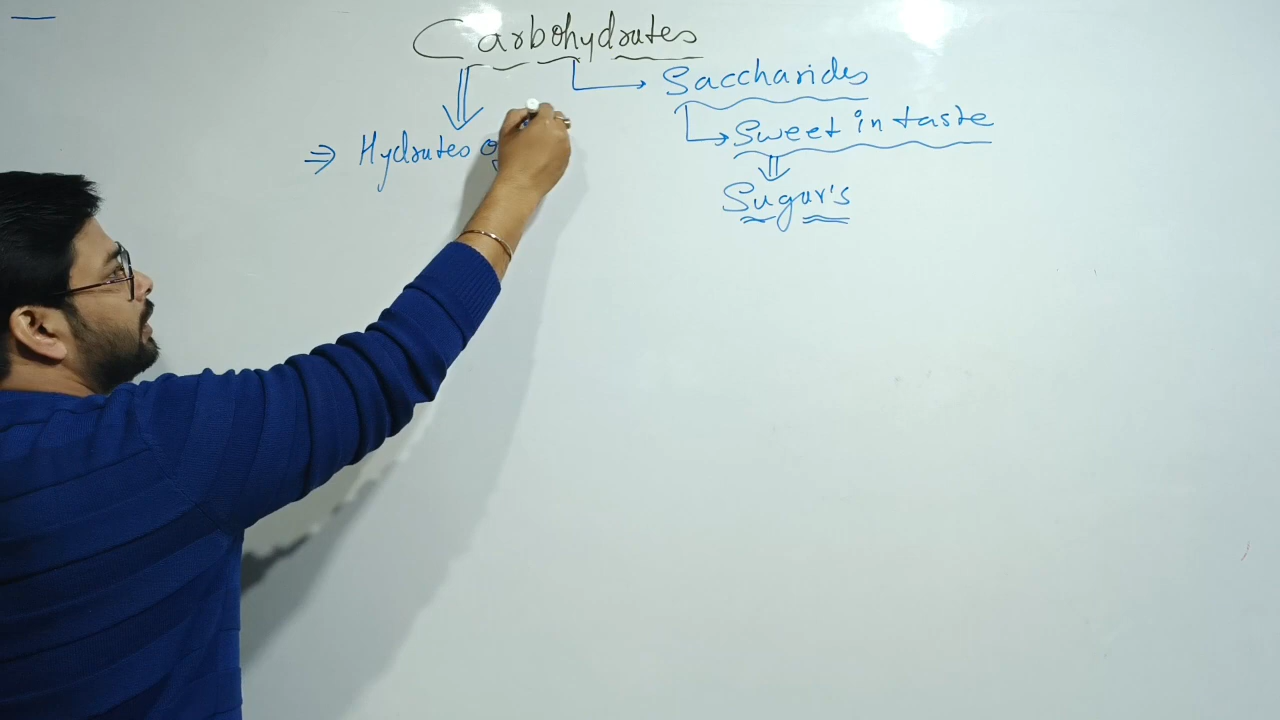 Carbohydrates
Saccharides
Sweet in taste
⇒ Hydrates
Sugar's